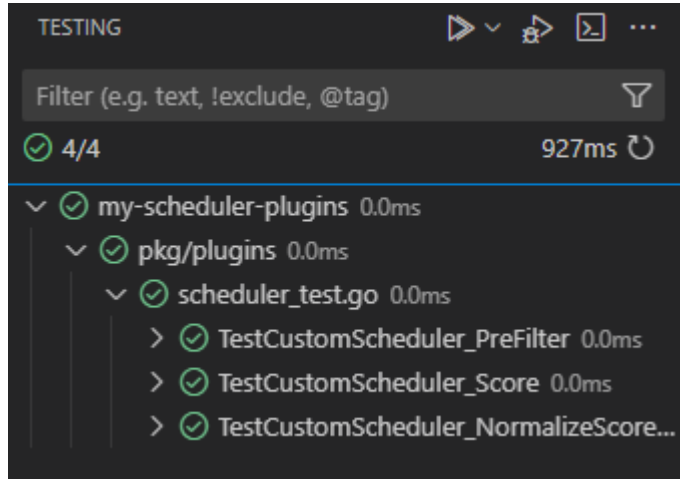 TESTING
Filter (e.g. text, !exclude, @tag)
4/4 927ms
my-scheduler-plugins 0.0ms
pkg/plugins 0.0ms
scheduler_test.go 0.0ms
TestCustomScheduler_PreFilter 0.0ms
TestCustomScheduler_Score 0.0ms
TestCustomScheduler_NormalizeScore...